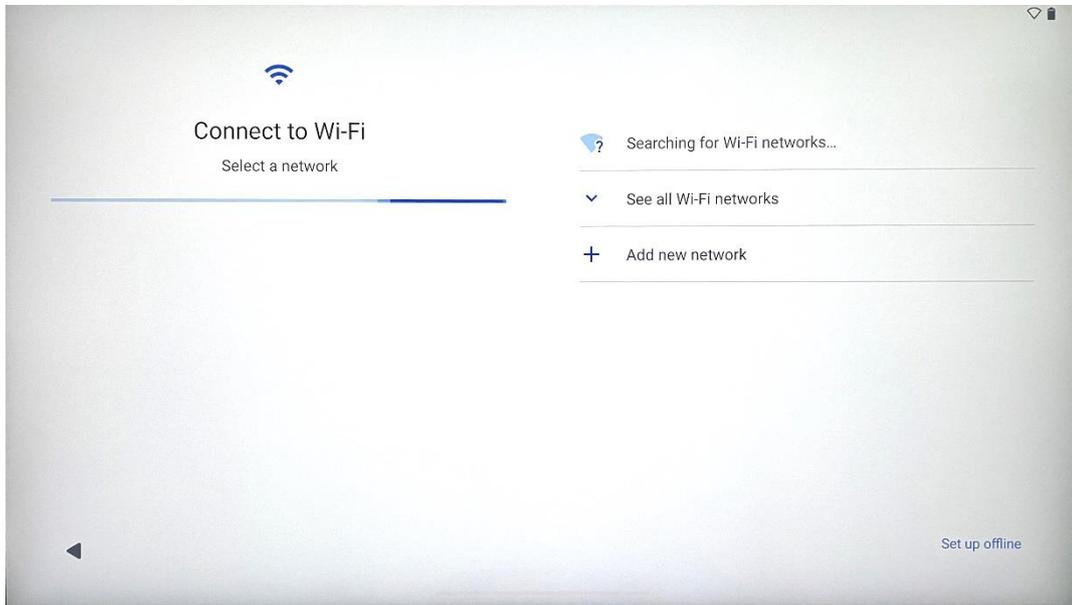 Connect to Wi-Fi
Select a network
Searching for Wi-Fi networks...
See all Wi-Fi networks
Add new network
Set up offline